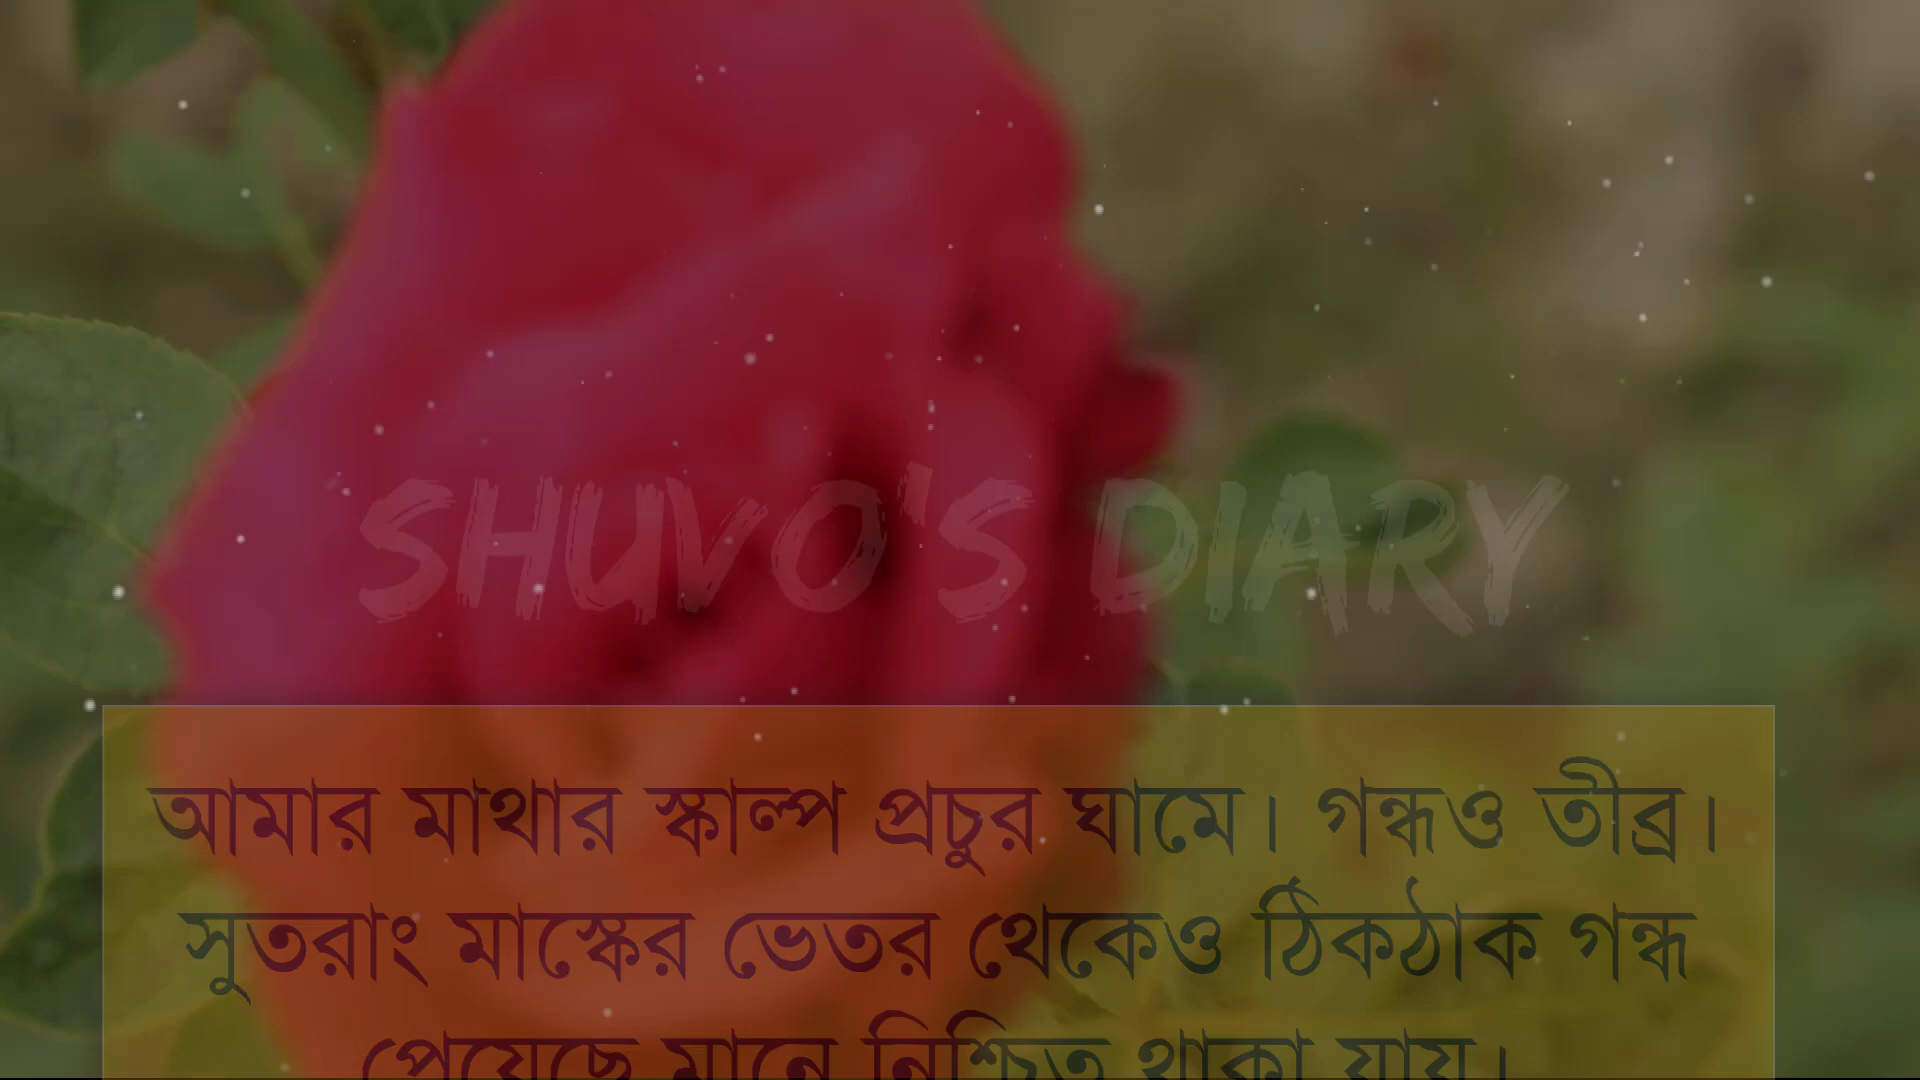 SHUVO'S DIARY
আমার মাথার স্কাল্প প্রচুর ঘামে। গন্ধও তীব্র।
সুতরাং মাস্কের ভেতর থেকেও ঠিকঠাক গন্ধ
পেয়েছে মানে নিশ্চিত থাকা যায়।